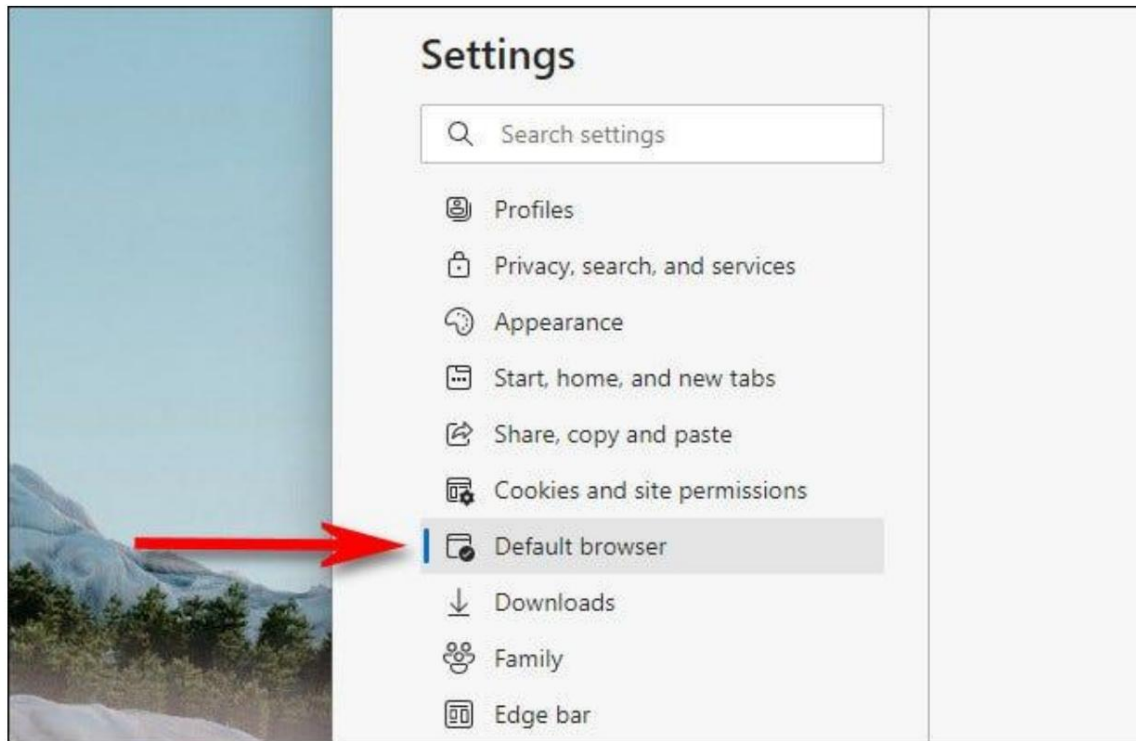 Settings
Search settings
Profiles
Privacy, search, and services
Appearance
Start, home, and new tabs
Share, copy and paste
Cookies and site permissions
Default browser
Downloads
Family
Edge bar